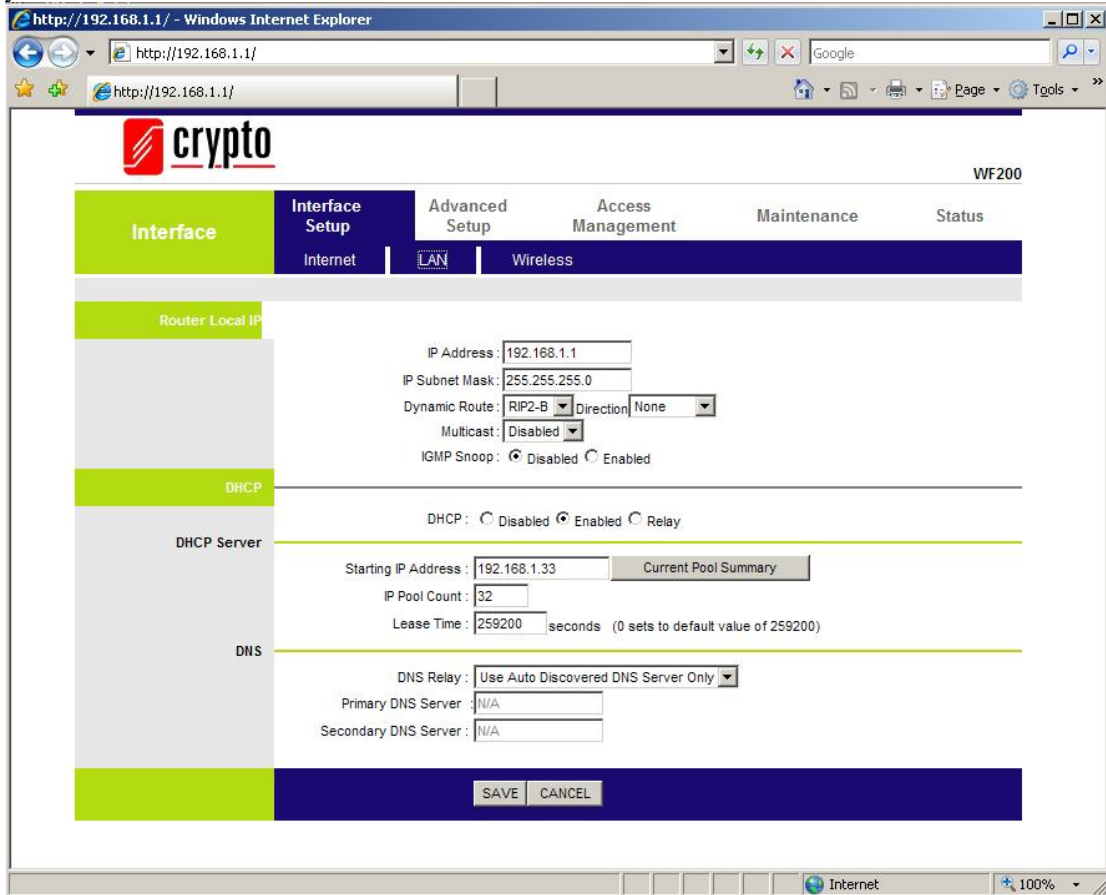 http://192.168.1.1/ - Windows Internet Explorer
http://192.168.1.1/
Google
http://192.168.1.1/
Page
Tools
»
crypto
WF200
Interface
Interface Setup
Advanced Setup
Access Management
Maintenance
Status
Internet
LAN
Wireless
Router Local IP
IP Address : 192.168.1.1
IP Subnet Mask : 255.255.255.0
Dynamic Route : RIP2-B Direction None
Multicast : Disabled
IGMP Snoop : Disabled Enabled
DHCP
DHCP : Disabled Enabled Relay
DHCP Server
Starting IP Address : 192.168.1.33 Current Pool Summary
IP Pool Count : 32
Lease Time : 259200 seconds (0 sets to default value of 259200)
DNS
DNS Relay : Use Auto Discovered DNS Server Only
Primary DNS Server : N/A
Secondary DNS Server : N/A
SAVE CANCEL
Internet
100%